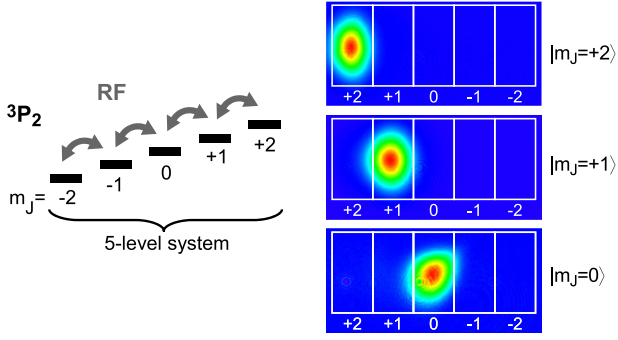 RF
³P₂
m_J= -2 -1 0 +1 +2
5-level system
+2 +1 0 -1 -2
|m_J=+2⟩
+2 +1 0 -1 -2
|m_J=+1⟩
+2 +1 0 -1 -2
|m_J=0⟩